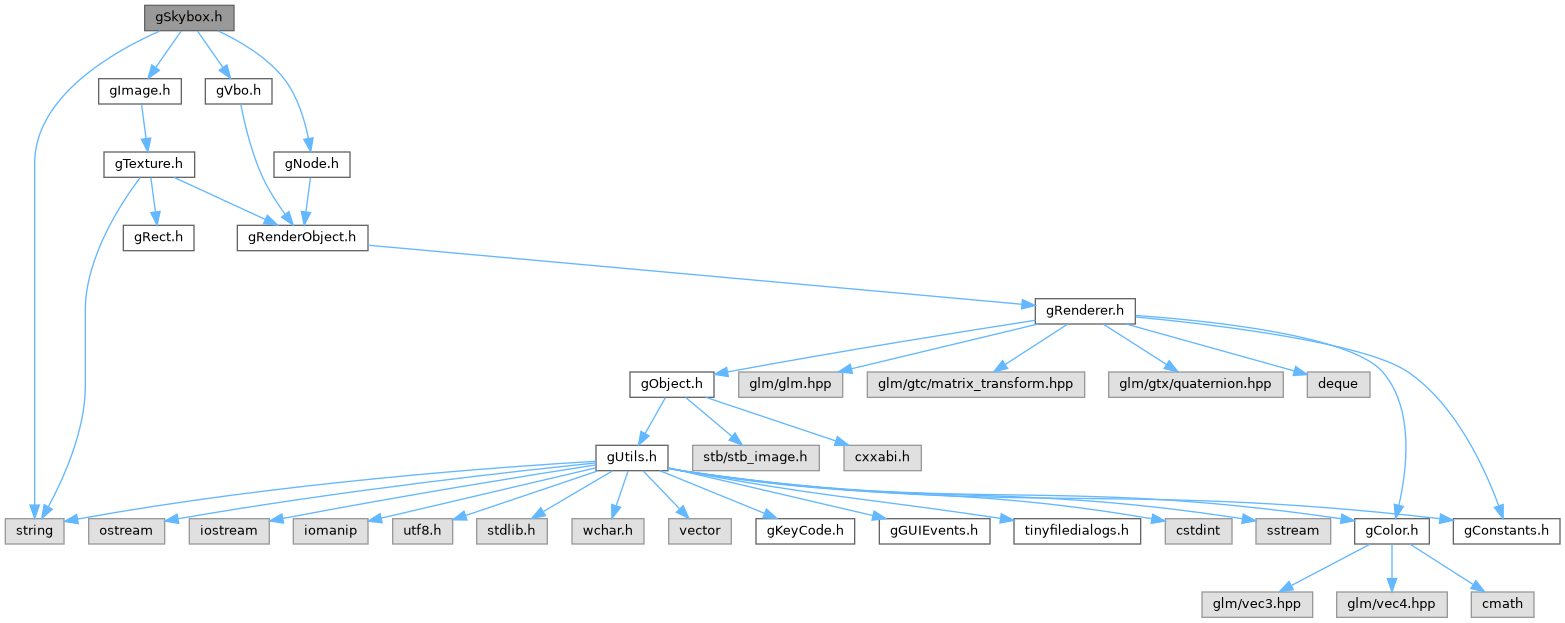 gSkybox.h
gImage.h
gVbo.h
gTexture.h
gNode.h
gRect.h
gRenderObject.h
gRenderer.h
gObject.h
glm/glm.hpp
glm/gtc/matrix_transform.hpp
glm/gtx/quaternion.hpp
deque
gUtils.h
stb/stb_image.h
cxxabi.h
string
ostream
iostream
iomanip
utf8.h
stdlib.h
wchar.h
vector
gKeyCode.h
gGUIEvents.h
tinyfiledialogs.h
cstdint
sstream
gColor.h
gConstants.h
glm/vec3.hpp
glm/vec4.hpp
cmath